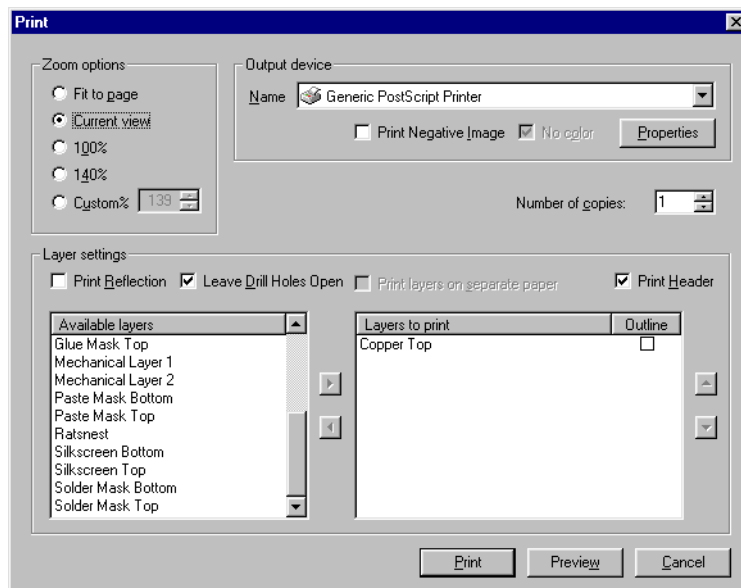 Print
Zoom options
Fit to page
Current view
100%
140%
Custom% 139
Output device
Name Generic PostScript Printer
Print Negative Image No color Properties
Number of copies: 1
Layer settings
Print Reflection Leave Drill Holes Open Print layers on separate paper Print Header
Available layers
Glue Mask Top
Mechanical Layer 1
Mechanical Layer 2
Paste Mask Bottom
Paste Mask Top
Ratsnest
Silkscreen Bottom
Silkscreen Top
Solder Mask Bottom
Solder Mask Top
Layers to print Outline
Copper Top
Print Preview Cancel